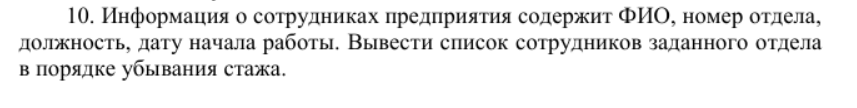 10. Информация о сотрудниках предприятия содержит ФИО, номер отдела,
должность, дату начала работы. Вывести список сотрудников заданного отдела
в порядке убывания стажа.